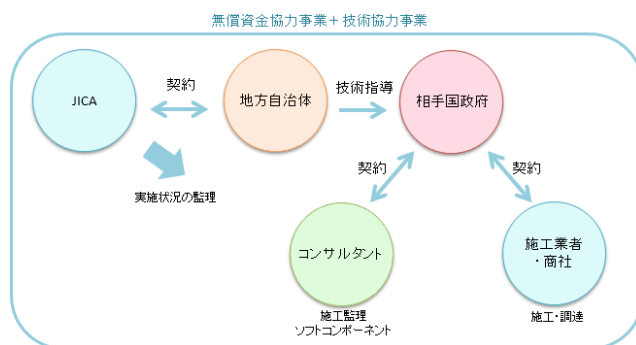 無償資金協力事業＋技術協力事業
JICA
契約
地方自治体
技術指導
相手国政府
実施状況の監理
契約
契約
コンサルタント
施工業者
・商社
施工監理
ソフトコンポーネント
施工・調達